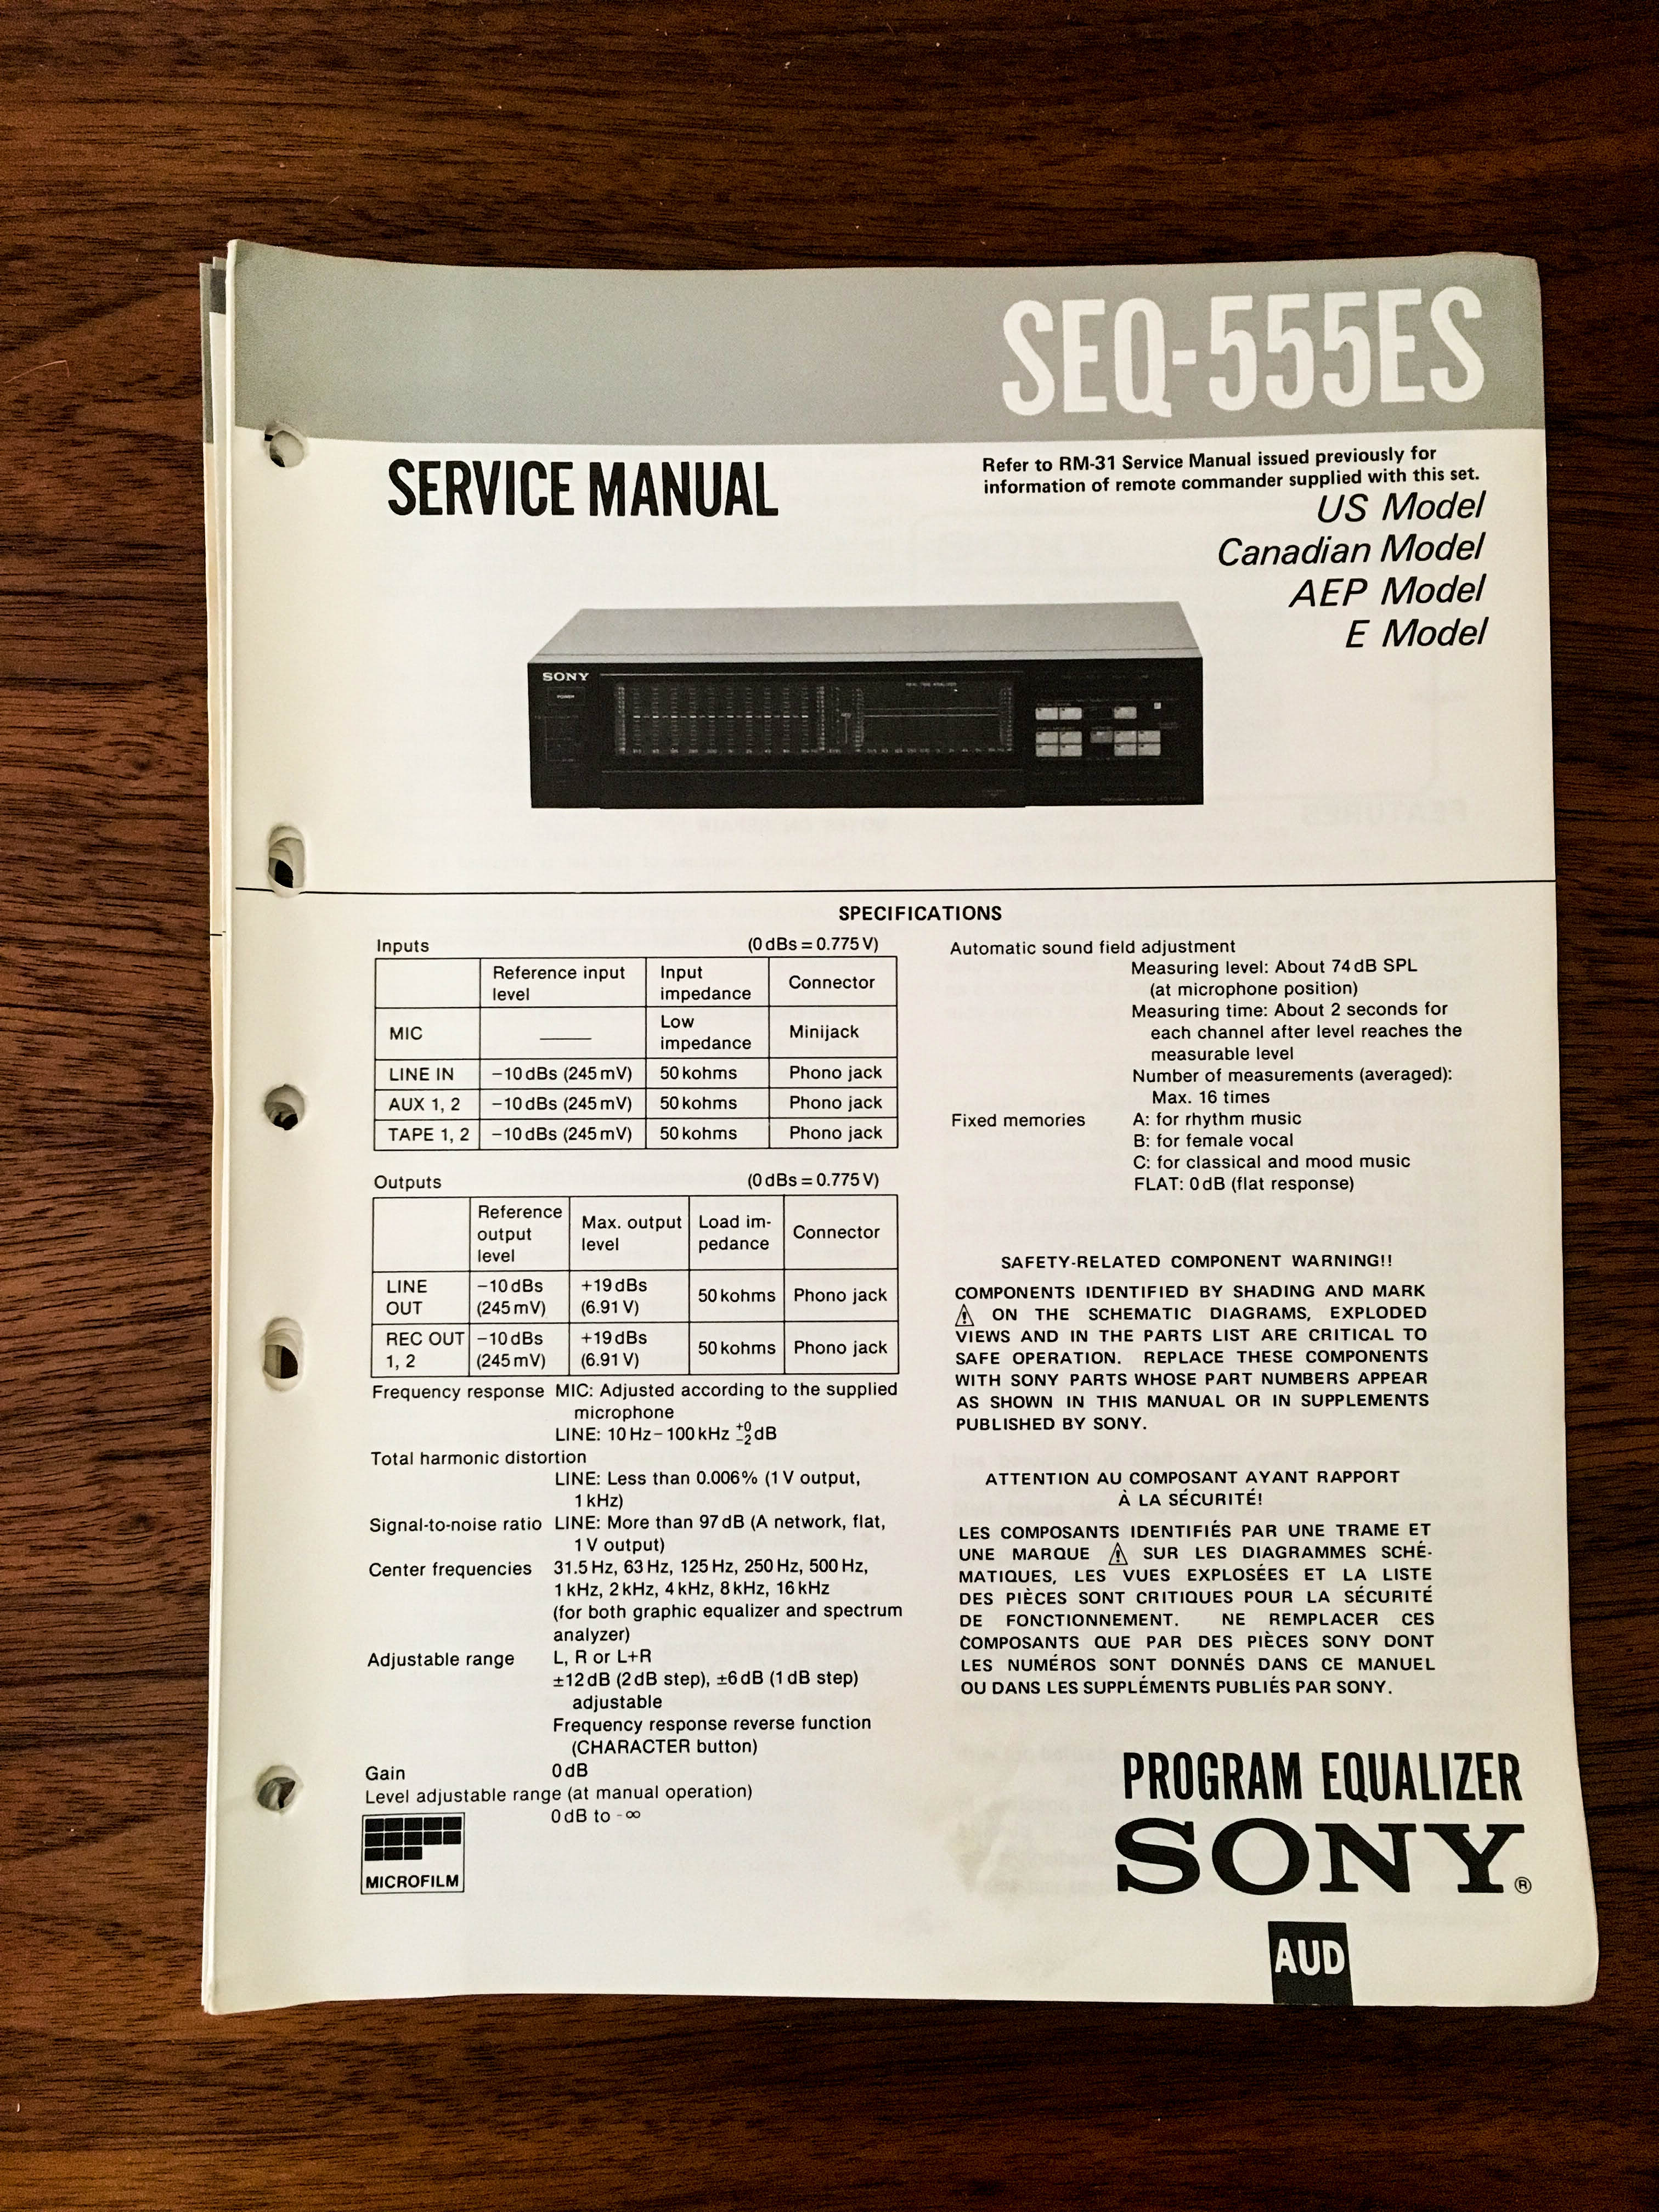 SEQ-555ES
SERVICE MANUAL
Refer to RM-31 Service Manual issued previously for
information of remote commander supplied with this set.
US Model
Canadian Model
AEP Model
E Model
SONY
POWER
SPECIFICATIONS
Inputs (0 dBs = 0.775 V)
Reference input level Input impedance Connector
MIC —— Low impedance Minijack
LINE IN −10 dBs (245 mV) 50 kohms Phono jack
AUX 1, 2 −10 dBs (245 mV) 50 kohms Phono jack
TAPE 1, 2 −10 dBs (245 mV) 50 kohms Phono jack
Outputs (0 dBs = 0.775 V)
Reference output level Max. output level Load im-pedance Connector
LINE OUT −10 dBs (245 mV) +19 dBs (6.91 V) 50 kohms Phono jack
REC OUT 1, 2 −10 dBs (245 mV) +19 dBs (6.91 V) 50 kohms Phono jack
Frequency response MIC: Adjusted according to the supplied
microphone
LINE: 10 Hz–100 kHz +0 −2 dB
Total harmonic distortion
LINE: Less than 0.006% (1 V output,
1 kHz)
Signal-to-noise ratio LINE: More than 97 dB (A network, flat,
1 V output)
Center frequencies 31.5 Hz, 63 Hz, 125 Hz, 250 Hz, 500 Hz,
1 kHz, 2 kHz, 4 kHz, 8 kHz, 16 kHz
(for both graphic equalizer and spectrum
analyzer)
Adjustable range L, R or L+R
±12 dB (2 dB step), ±6 dB (1 dB step)
adjustable
Frequency response reverse function
(CHARACTER button)
Gain 0 dB
Level adjustable range (at manual operation)
0 dB to -∞
MICROFILM
Automatic sound field adjustment
Measuring level: About 74 dB SPL
(at microphone position)
Measuring time: About 2 seconds for
each channel after level reaches the
measurable level
Number of measurements (averaged):
Max. 16 times
Fixed memories A: for rhythm music
B: for female vocal
C: for classical and mood music
FLAT: 0 dB (flat response)
SAFETY-RELATED COMPONENT WARNING!!
COMPONENTS IDENTIFIED BY SHADING AND MARK
⚠ ON THE SCHEMATIC DIAGRAMS, EXPLODED
VIEWS AND IN THE PARTS LIST ARE CRITICAL TO
SAFE OPERATION. REPLACE THESE COMPONENTS
WITH SONY PARTS WHOSE PART NUMBERS APPEAR
AS SHOWN IN THIS MANUAL OR IN SUPPLEMENTS
PUBLISHED BY SONY.
ATTENTION AU COMPOSANT AYANT RAPPORT
À LA SÉCURITÉ!
LES COMPOSANTS IDENTIFIÉS PAR UNE TRAME ET
UNE MARQUE ⚠ SUR LES DIAGRAMMES SCHÉ-
MATIQUES, LES VUES EXPLOSÉES ET LA LISTE
DES PIÈCES SONT CRITIQUES POUR LA SÉCURITÉ
DE FONCTIONNEMENT. NE REMPLACER CES
COMPOSANTS QUE PAR DES PIÈCES SONY DONT
LES NUMÉROS SONT DONNÉS DANS CE MANUEL
OU DANS LES SUPPLÉMENTS PUBLIÉS PAR SONY.
PROGRAM EQUALIZER
SONY®
AUD